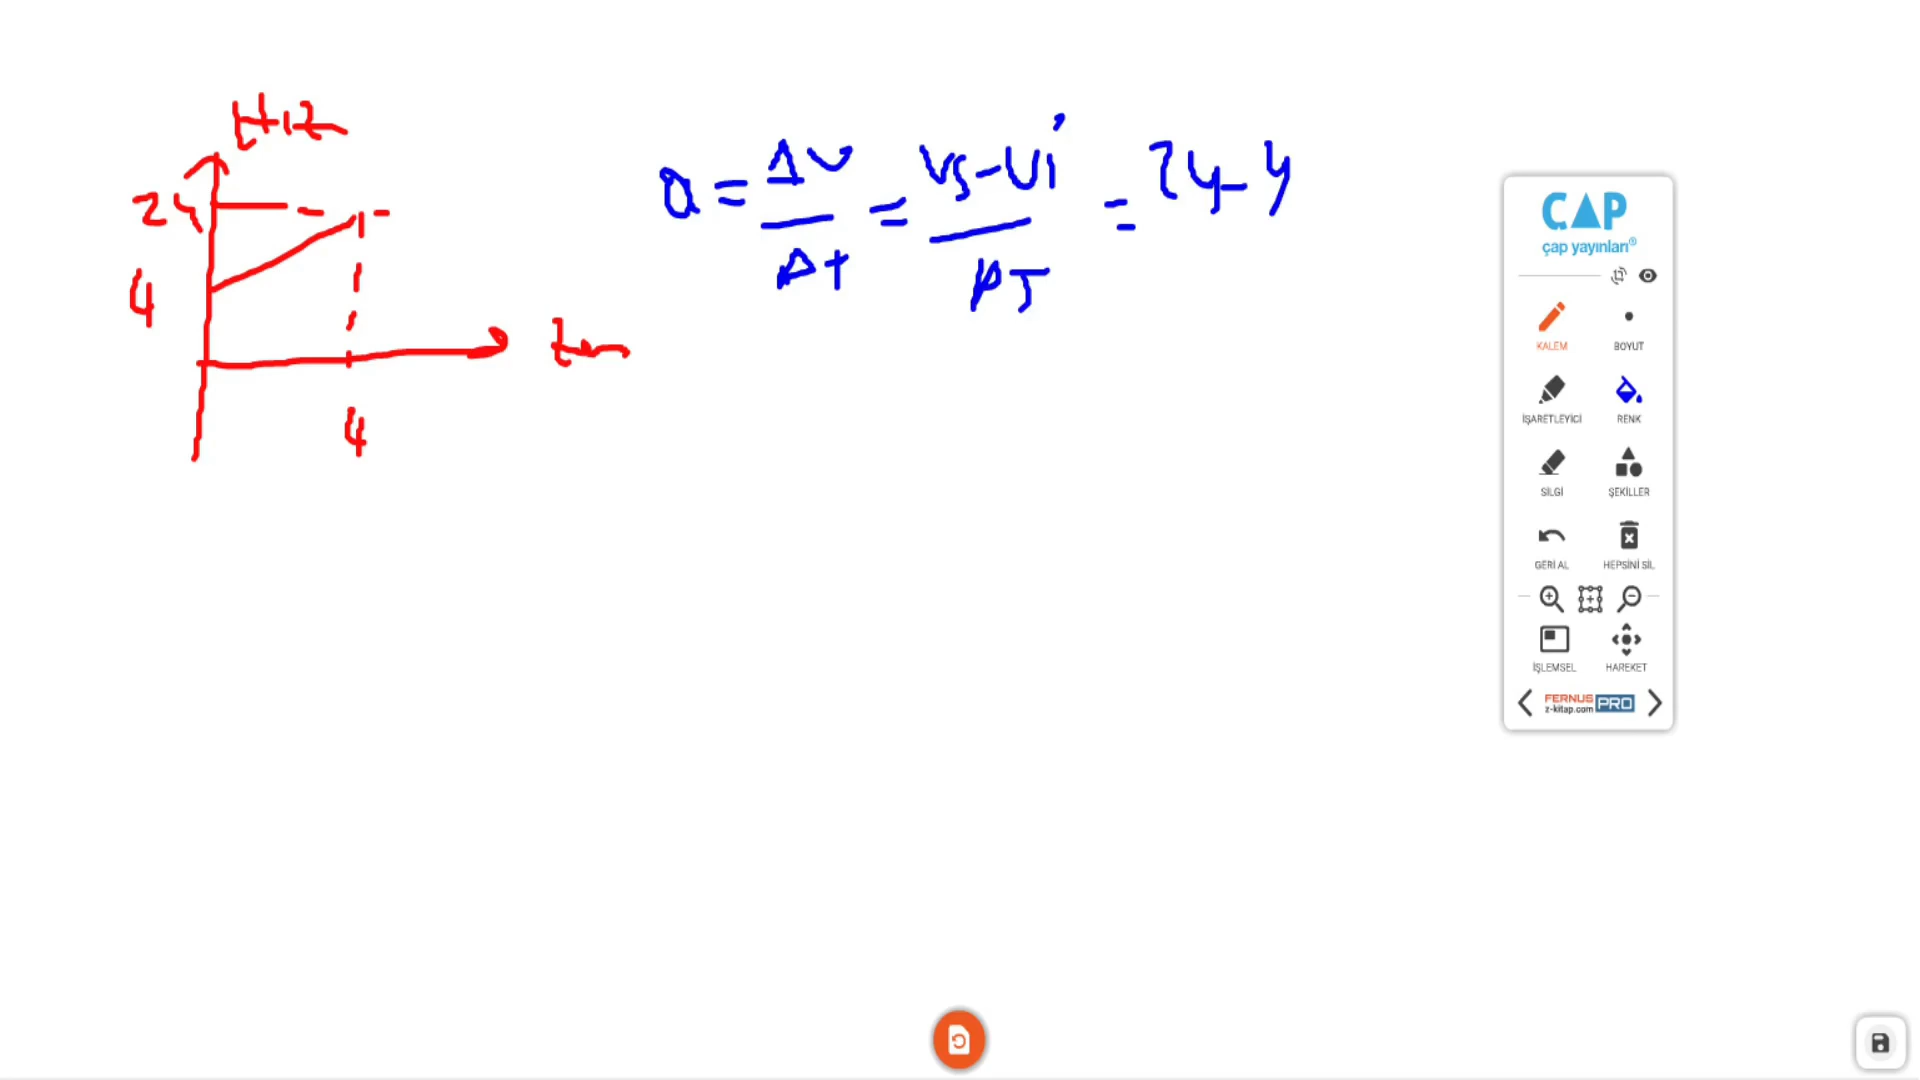 Hız
24
4
4
a = Δv = Vs-Vi = 24-4
Δt
ΔT
ÇAP
çap yayınları®
KALEM
BOYUT
İŞARETLEYİCİ
RENK
SİLGİ
ŞEKİLLER
GERİ AL
HEPSİNİ SİL
İŞLEMSEL
HAREKET
FERNUS
z-kitap.com
PRO